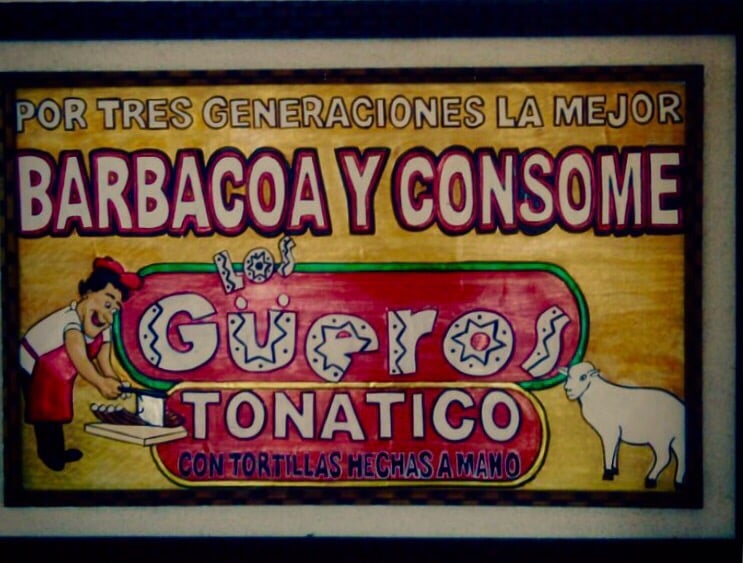 POR TRES GENERACIONES LA MEJOR
BARBACOA Y CONSOME
LOS
GÜEROS
TONATICO
CON TORTILLAS HECHAS A MANO